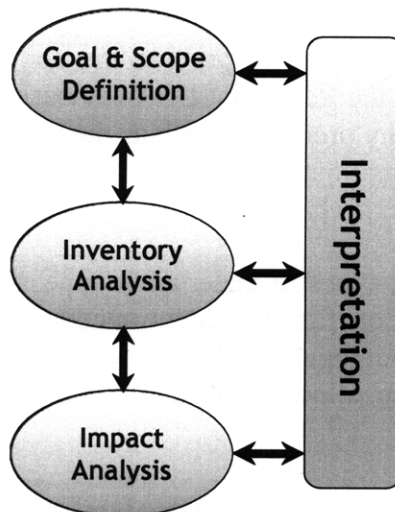 Goal & Scope
Definition
Inventory
Analysis
Impact
Analysis
Interpretation